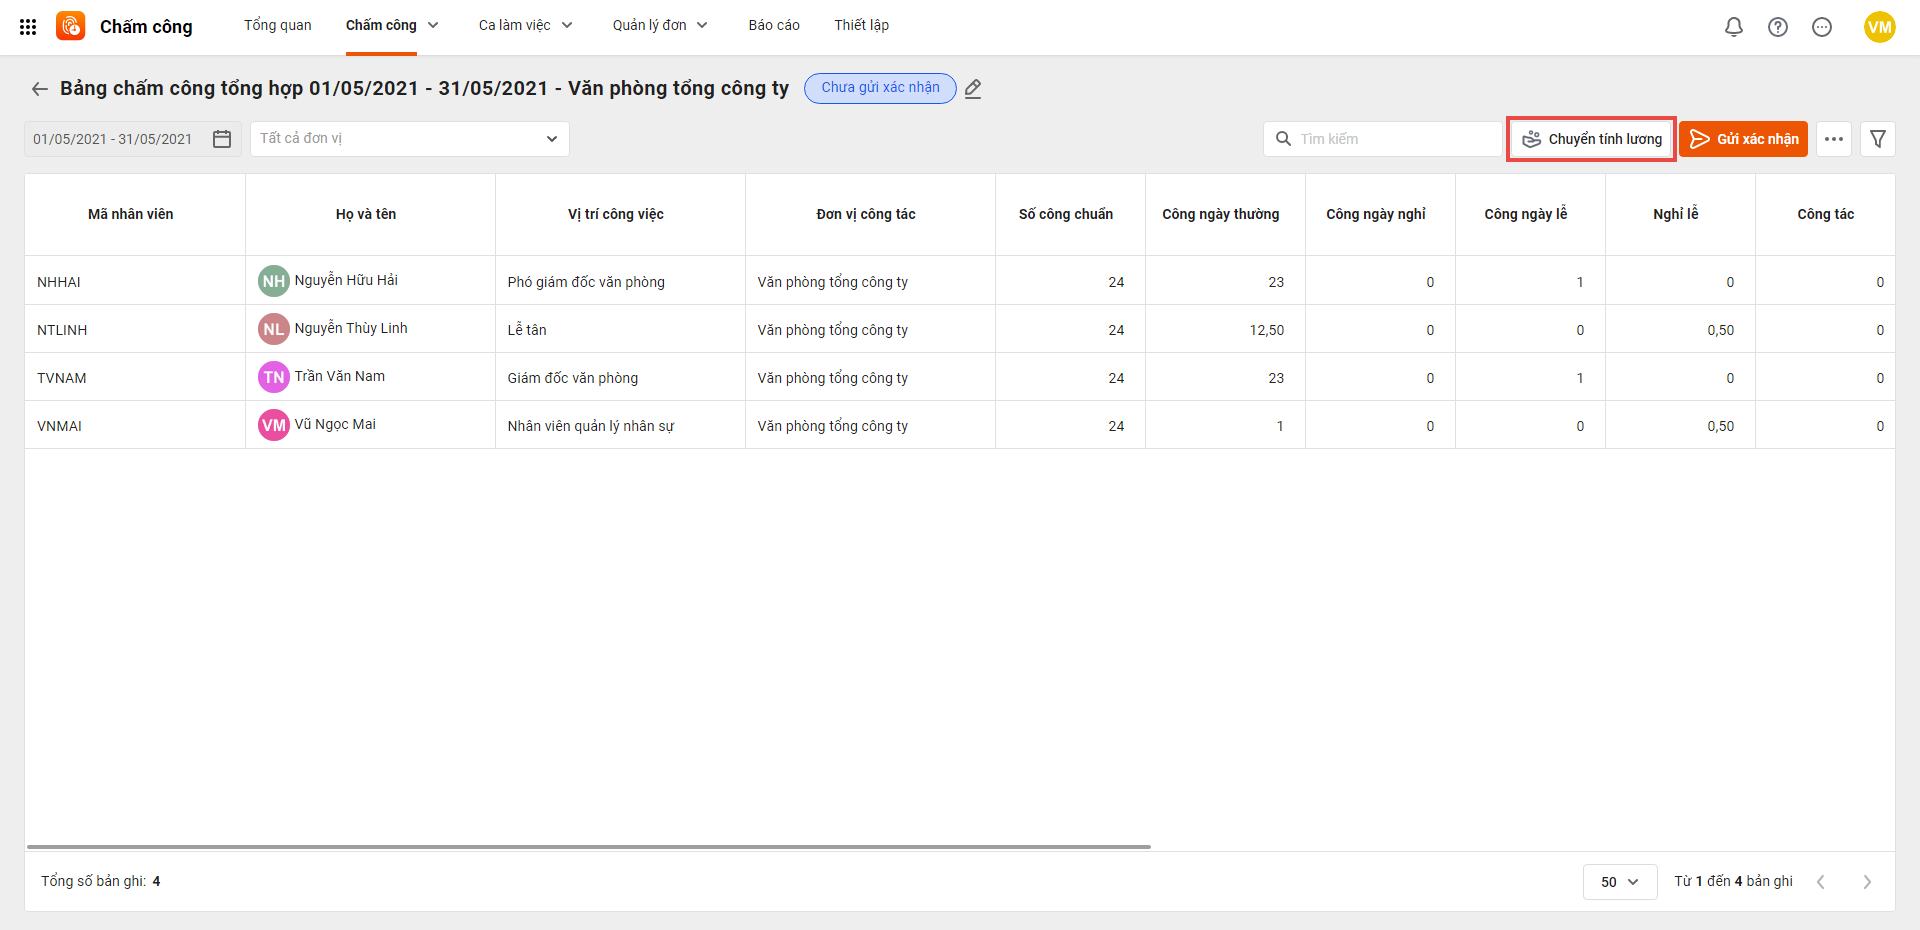 Chấm công Tổng quan Chấm công Ca làm việc Quản lý đơn Báo cáo Thiết lập VM
Bảng chấm công tổng hợp 01/05/2021 - 31/05/2021 - Văn phòng tổng công ty Chưa gửi xác nhận
01/05/2021 - 31/05/2021 Tất cả đơn vị Tìm kiếm Chuyển tính lương Gửi xác nhận
Mã nhân viên Họ và tên Vị trí công việc Đơn vị công tác Số công chuẩn Công ngày thường Công ngày nghỉ Công ngày lễ Nghỉ lễ Công tác
NHHAI NH Nguyễn Hữu Hải Phó giám đốc văn phòng Văn phòng tổng công ty 24 23 0 1 0 0
NTLINH NL Nguyễn Thùy Linh Lễ tân Văn phòng tổng công ty 24 12,50 0 0 0,50 0
TVNAM TN Trần Văn Nam Giám đốc văn phòng Văn phòng tổng công ty 24 23 0 1 0 0
VNMAI VM Vũ Ngọc Mai Nhân viên quản lý nhân sự Văn phòng tổng công ty 24 1 0 0 0,50 0
Tổng số bản ghi: 4 50 Từ 1 đến 4 bản ghi